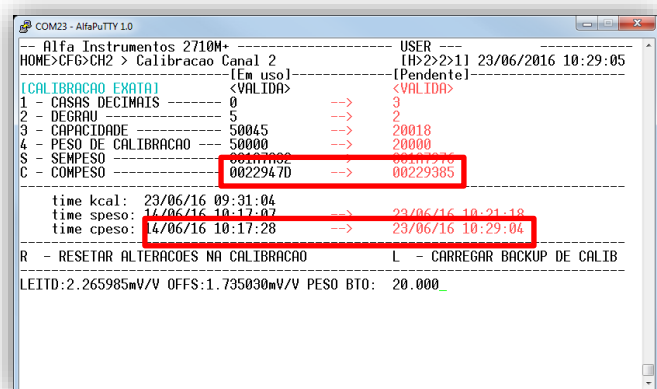 COM23 - AlfaPuTTY 1.0
-- Alfa Instrumentos 2710M+ ---------------------- USER --- ----------
HOME>CFG>CH2 > Calibracao Canal 2 [H>2>2>1] 23/06/2016 10:29:05
[Em uso] [Pendente]
[CALIBRACAO EXATA] <VALIDA> <VALIDA>
1 - CASAS DECIMAIS ------- 0 --> 3
2 - DEGRAU --------------- 5 --> 2
3 - CAPACIDADE ----------- 50045 --> 20018
4 - PESO DE CALIBRACAO --- 50000 --> 20000
S - SEMPESO
C - COMPESO -------------- 0022947D --> 00229385
time kcal: 23/06/16 09:31:04
time speso: 14/06/16 10:17:07 --> 23/06/16 10:21:18
time cpeso: 14/06/16 10:17:28 --> 23/06/16 10:29:04
R - RESETAR ALTERACOES NA CALIBRACAO L - CARREGAR BACKUP DE CALIB
LEITD:2.265985mV/V OFFS:1.735030mV/V PESO BTO: 20.000_